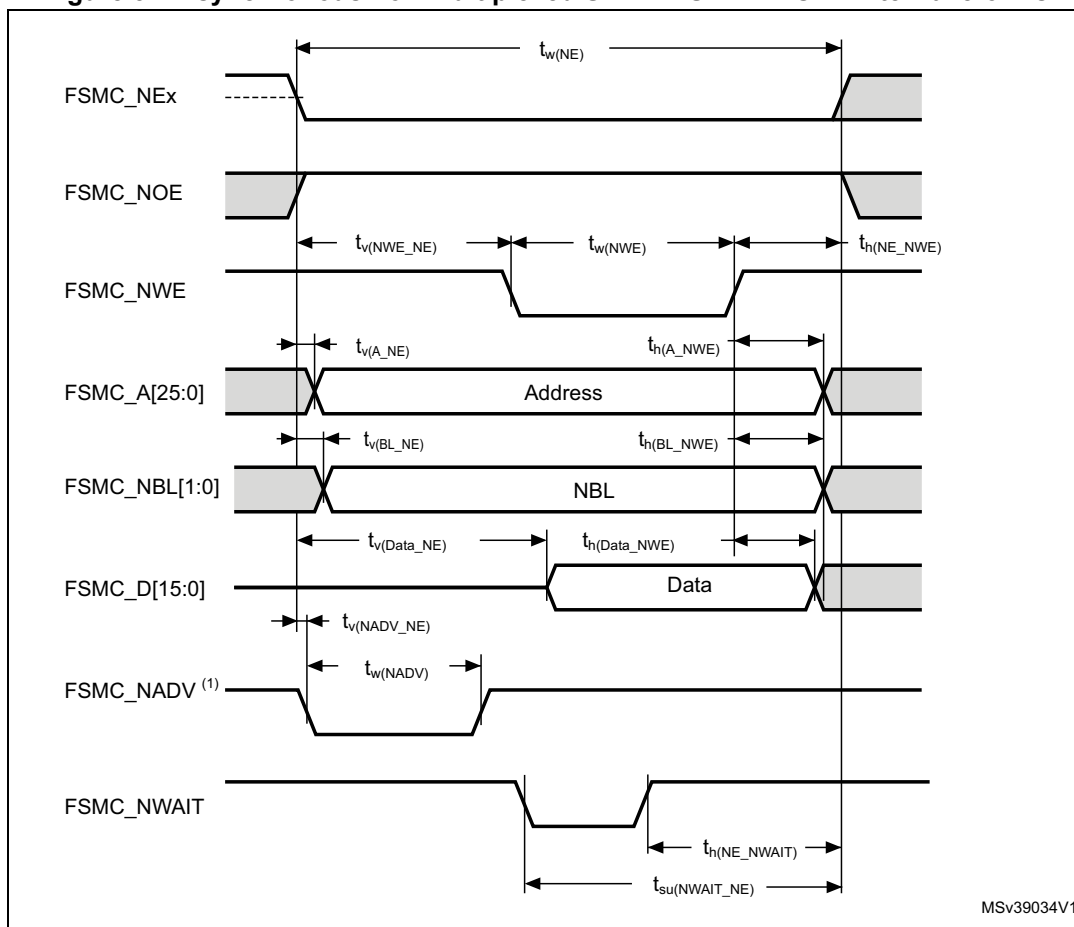 t_w(NE)
FSMC_NEx
FSMC_NOE
t_v(NWE_NE) t_w(NWE) t_h(NE_NWE)
FSMC_NWE
t_v(A_NE) t_h(A_NWE)
FSMC_A[25:0] Address
t_v(BL_NE) t_h(BL_NWE)
FSMC_NBL[1:0] NBL
t_v(Data_NE) t_h(Data_NWE)
FSMC_D[15:0] Data
t_v(NADV_NE)
t_w(NADV)
FSMC_NADV (1)
FSMC_NWAIT
t_h(NE_NWAIT)
t_su(NWAIT_NE)
MSv39034V1